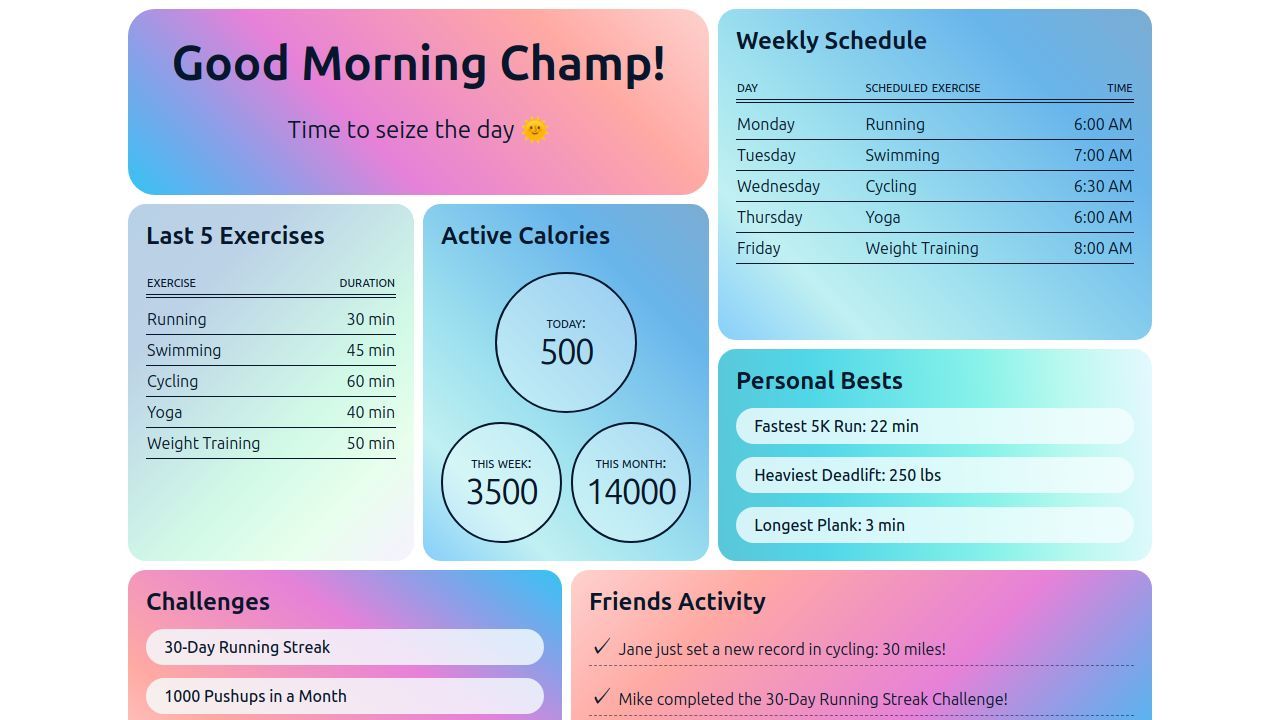 Good Morning Champ!
Time to seize the day 🌞
Weekly Schedule
DAY SCHEDULED EXERCISE TIME
Monday Running 6:00 AM
Tuesday Swimming 7:00 AM
Wednesday Cycling 6:30 AM
Thursday Yoga 6:00 AM
Friday Weight Training 8:00 AM
Last 5 Exercises
EXERCISE DURATION
Running 30 min
Swimming 45 min
Cycling 60 min
Yoga 40 min
Weight Training 50 min
Active Calories
TODAY:
500
THIS WEEK:
3500
THIS MONTH:
14000
Personal Bests
Fastest 5K Run: 22 min
Heaviest Deadlift: 250 lbs
Longest Plank: 3 min
Challenges
30-Day Running Streak
1000 Pushups in a Month
Friends Activity
✓ Jane just set a new record in cycling: 30 miles!
✓ Mike completed the 30-Day Running Streak Challenge!